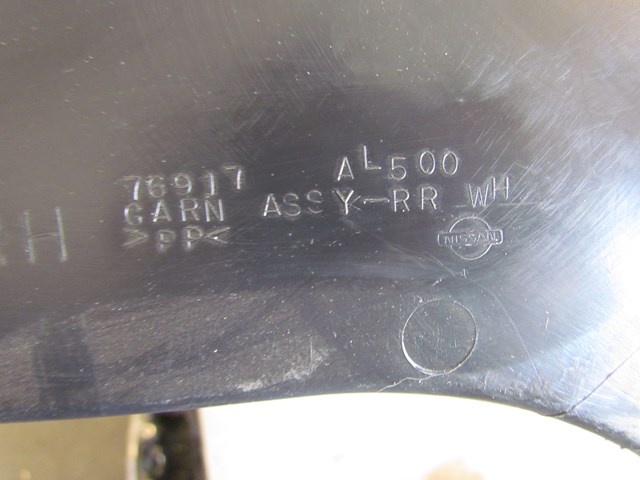 76917 AL500
GARN ASSY-RR WH
>PP<
NISSAN